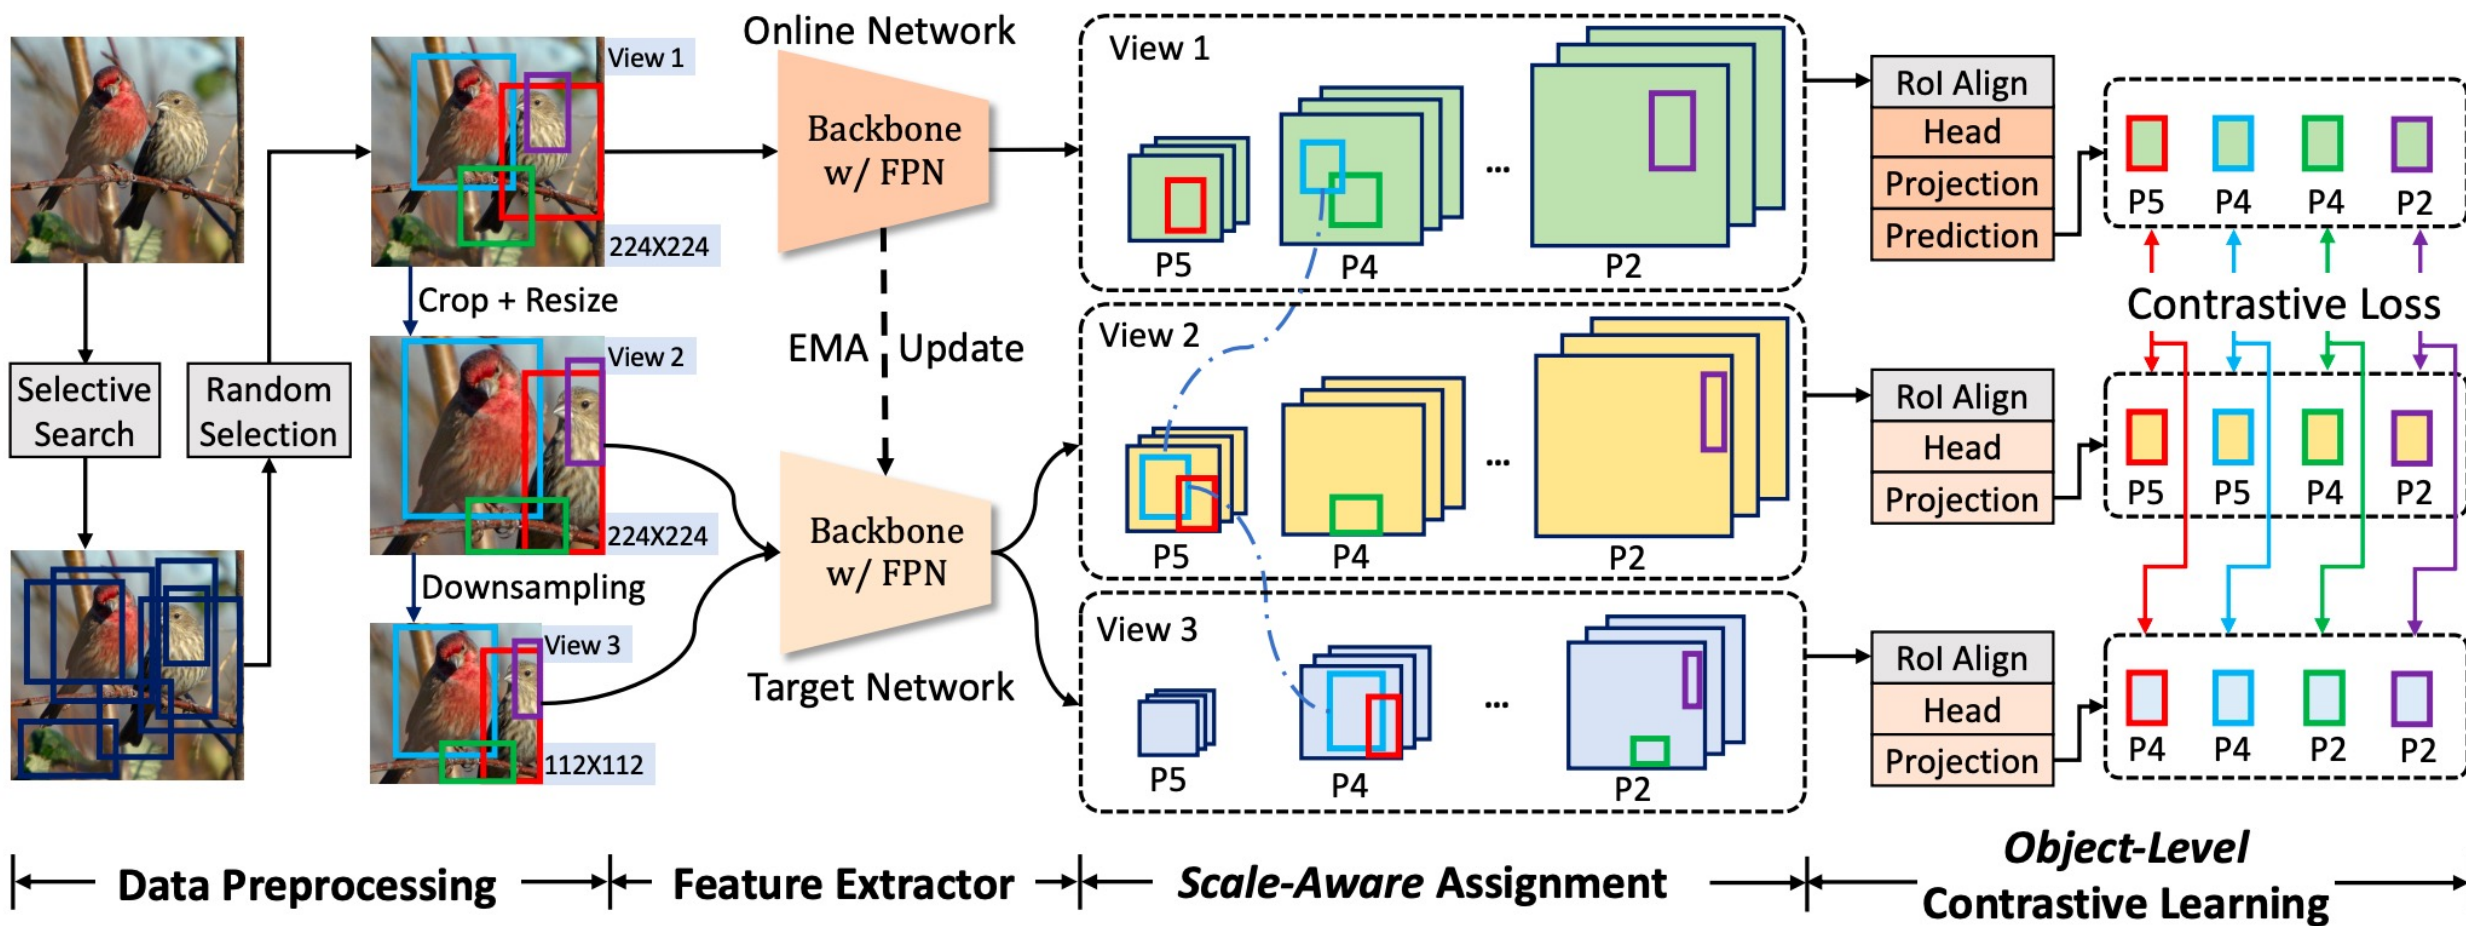 Selective
Search
Random
Selection
View 1
224X224
Crop + Resize
View 2
224X224
Downsampling
View 3
112X112
Online Network
Backbone
w/ FPN
EMA Update
Backbone
w/ FPN
Target Network
View 1
P5
P4
...
P2
View 2
P5
P4
...
P2
View 3
P5
P4
...
P2
RoI Align
Head
Projection
Prediction
RoI Align
Head
Projection
RoI Align
Head
Projection
P5 P4 P4 P2
Contrastive Loss
P5 P5 P4 P2
P4 P4 P2 P2
Data Preprocessing
Feature Extractor
Scale-Aware Assignment
Object-Level
Contrastive Learning